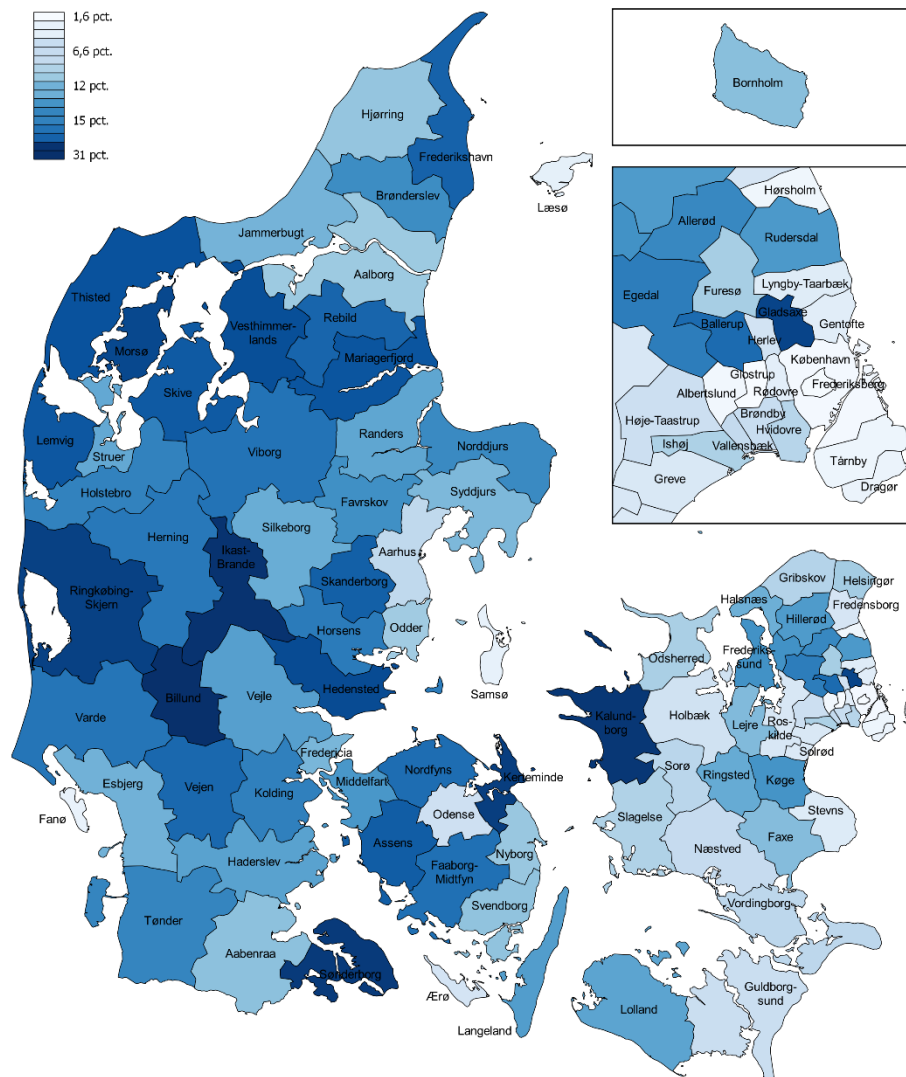 1,6 pct.
6,6 pct.
12 pct.
15 pct.
31 pct.
Bornholm
Hjørring
Frederikshavn
Brønderslev
Læsø
Jammerbugt
Aalborg
Thisted
Vesthimmer-
lands
Rebild
Morsø
Mariagerfjord
Skive
Lemvig
Struer
Viborg
Randers
Norddjurs
Holstebro
Favrskov
Syddjurs
Herning
Silkeborg
Ikast-
Brande
Aarhus
Skanderborg
Ringkøbing-
Skjern
Horsens
Odder
Samsø
Hedensted
Billund
Vejle
Varde
Fredericia
Esbjerg
Vejen
Kolding
Middelfart
Nordfyns
Kerteminde
Fanø
Odense
Assens
Haderslev
Faaborg-
Midtfyn
Nyborg
Svendborg
Tønder
Aabenraa
Sønderborg
Ærø
Langeland
Hørsholm
Allerød
Rudersdal
Egedal
Furesø
Lyngby-Taarbæk
Gladsaxe
Ballerup
Herlev
Gentofte
København
Glostrup
Rødovre
Frederiksberg
Albertslund
Brøndby
Høje-Taastrup
Hvidovre
Ishøj
Vallensbæk
Greve
Tårnby
Dragør
Gribskov
Helsingør
Halsnæs
Fredensborg
Hillerød
Odsherred
Frederiks-
sund
Kalund-
borg
Holbæk
Lejre
Ros-
kilde
Solrød
Sorø
Ringsted
Køge
Slagelse
Stevns
Næstved
Faxe
Vordingborg
Guldborg-
sund
Lolland